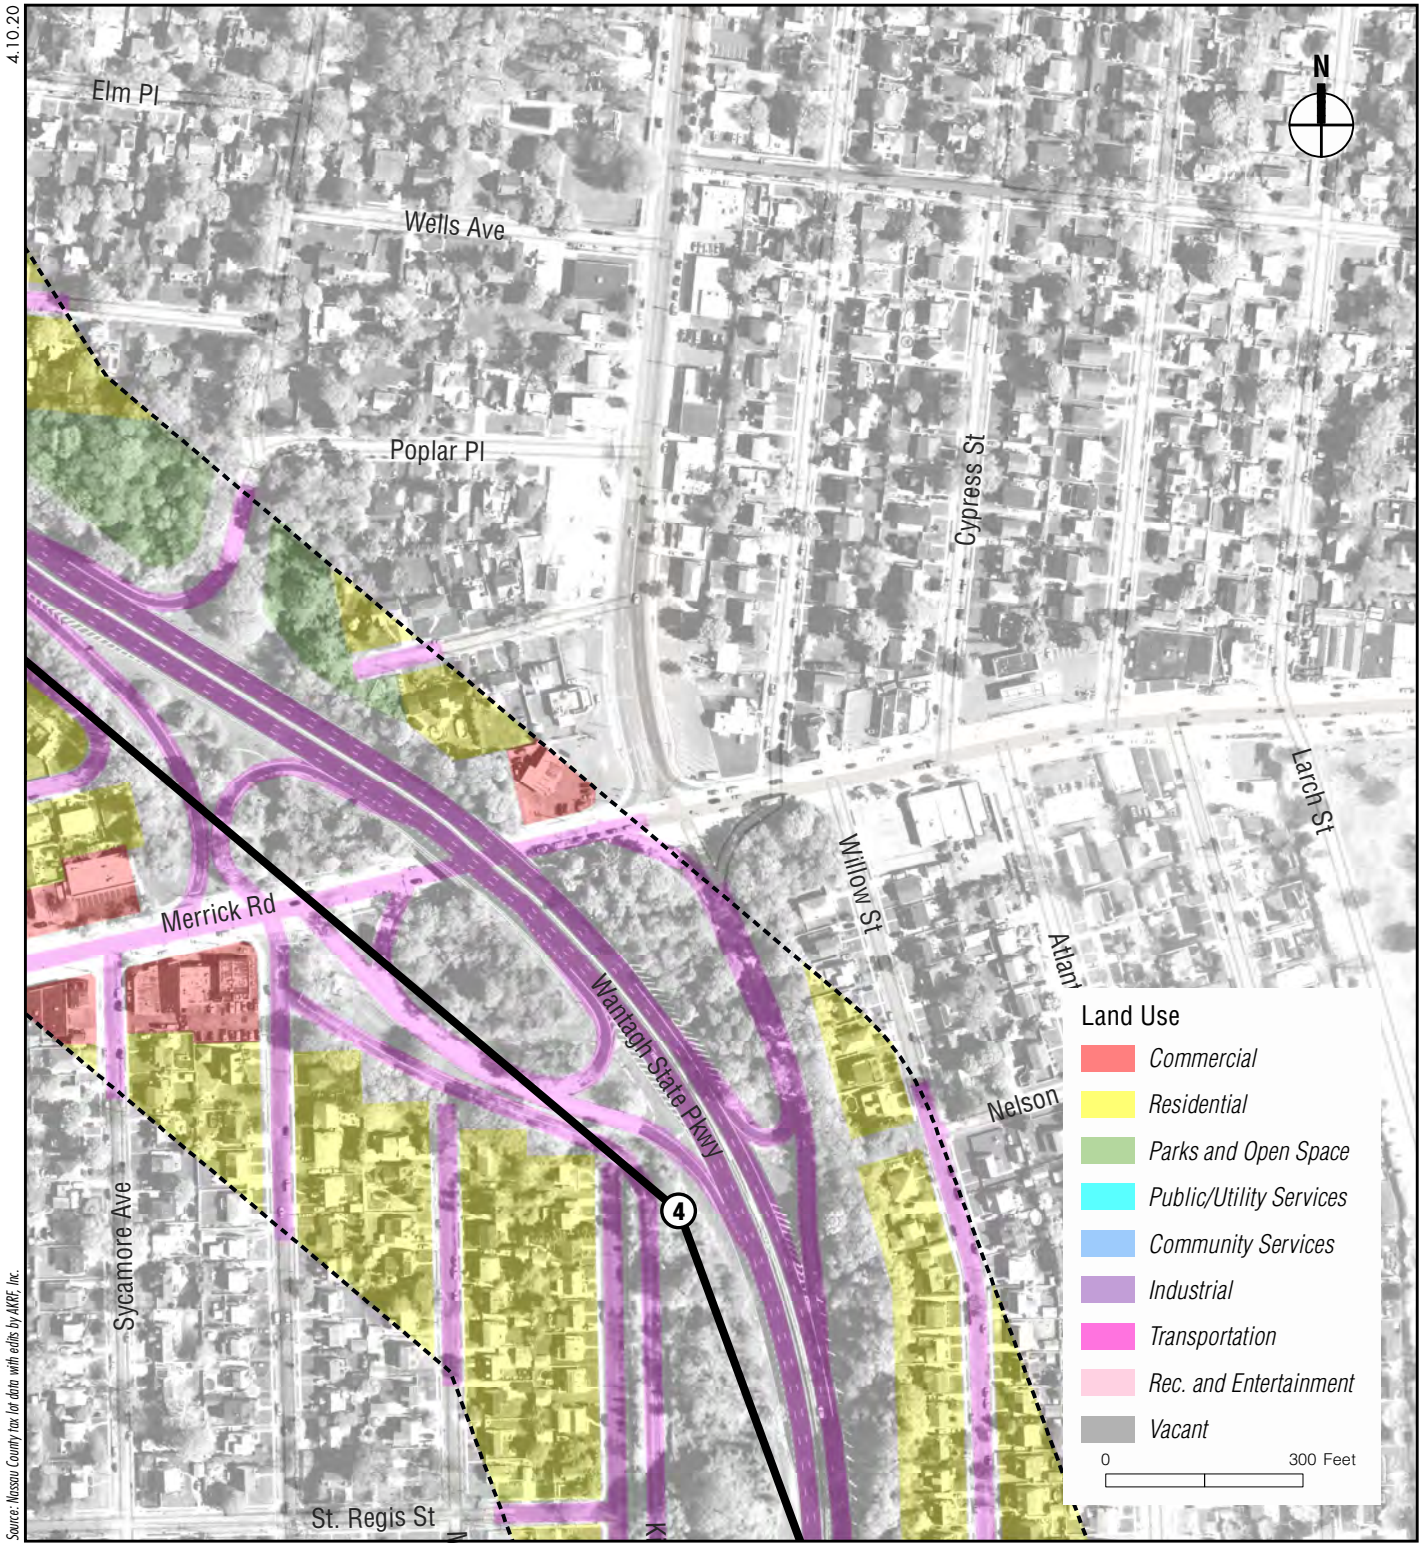 4.10.20
N
Elm Pl
Wells Ave
Poplar Pl
Cypress St
Larch St
Willow St
Merrick Rd
Atlant
Wantagh State Pkwy
Nelson
4
Sycamore Ave
St. Regis St
Land Use
Commercial
Residential
Parks and Open Space
Public/Utility Services
Community Services
Industrial
Transportation
Rec. and Entertainment
Vacant
0 300 Feet
Source: Nassau County tax lot data with edits by AKRF, Inc.